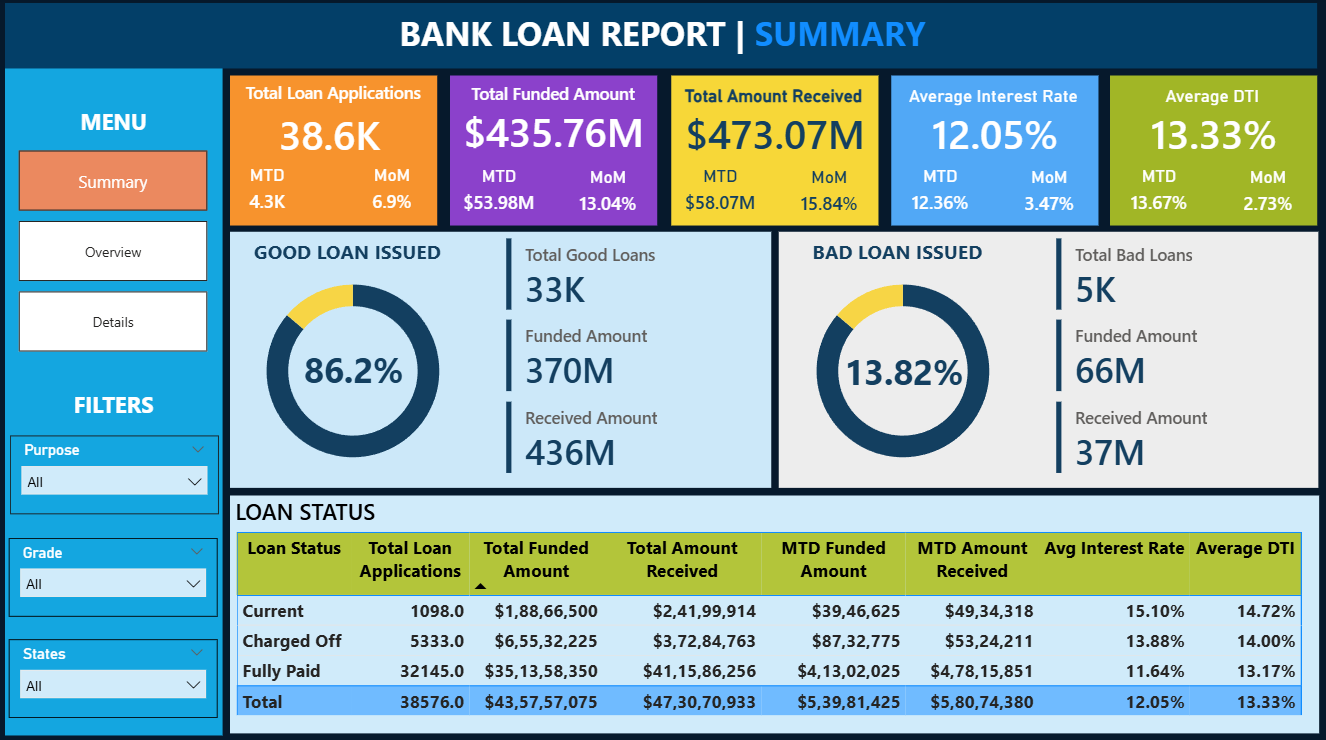 BANK LOAN REPORT | SUMMARY
MENU
Summary
Overview
Details
FILTERS
Purpose
All
Grade
All
States
All
Total Loan Applications
38.6K
MTD MoM
4.3K 6.9%
Total Funded Amount
$435.76M
MTD MoM
$53.98M 13.04%
Total Amount Received
$473.07M
MTD MoM
$58.07M 15.84%
Average Interest Rate
12.05%
MTD MoM
12.36% 3.47%
Average DTI
13.33%
MTD MoM
13.67% 2.73%
GOOD LOAN ISSUED
86.2%
Total Good Loans
33K
Funded Amount
370M
Received Amount
436M
BAD LOAN ISSUED
13.82%
Total Bad Loans
5K
Funded Amount
66M
Received Amount
37M
LOAN STATUS
Loan Status Total Loan Total Funded Total Amount MTD Funded MTD Amount Avg Interest Rate Average DTI
Applications Amount Received Amount Received
Current 1098.0 $1,88,66,500 $2,41,99,914 $39,46,625 $49,34,318 15.10% 14.72%
Charged Off 5333.0 $6,55,32,225 $3,72,84,763 $87,32,775 $53,24,211 13.88% 14.00%
Fully Paid 32145.0 $35,13,58,350 $41,15,86,256 $4,13,02,025 $4,78,15,851 11.64% 13.17%
Total 38576.0 $43,57,57,075 $47,30,70,933 $5,39,81,425 $5,80,74,380 12.05% 13.33%